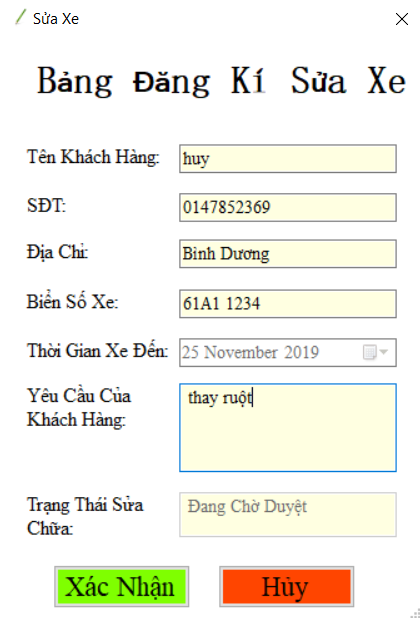 Sửa Xe
Bảng Đăng Kí Sửa Xe
Tên Khách Hàng: huy
SĐT: 0147852369
Địa Chỉ: Bình Dương
Biển Số Xe: 61A1 1234
Thời Gian Xe Đến: 25 November 2019
Yêu Cầu Của thay ruột
Khách Hàng:
Trạng Thái Sửa Đang Chờ Duyệt
Chữa:
Xác Nhận Hủy